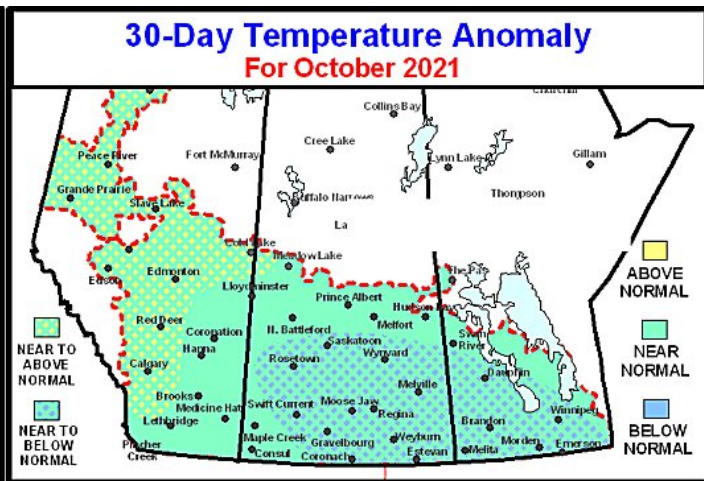 30-Day Temperature Anomaly
For October 2021
Churchill
Collins Bay
Cree Lake
Peace River
Fort McMurray
Lynn Lake
Gillam
Grande Prairie
Buffalo Narrows
Thompson
Slave Lake
La
Cold Lake
Meadow Lake
The Pas
Edson
Edmonton
Lloydminster
Prince Albert
Hudson Bay
Red Deer
Coronation
N. Battleford
Melfort
Swan
River
Hanna
Saskatoon
Calgary
Rosetown
Wynyard
Dauphin
Brooks
Melville
Medicine Hat
Swift Current
Moose Jaw
Regina
Brandon
Winnipeg
Lethbridge
Maple Creek
Gravelbourg
Weyburn
Morden
Pincher
Creek
Consul
Coronach
Estevan
Melita
Emerson
NEAR TO
ABOVE
NORMAL
NEAR TO
BELOW
NORMAL
ABOVE
NORMAL
NEAR
NORMAL
BELOW
NORMAL